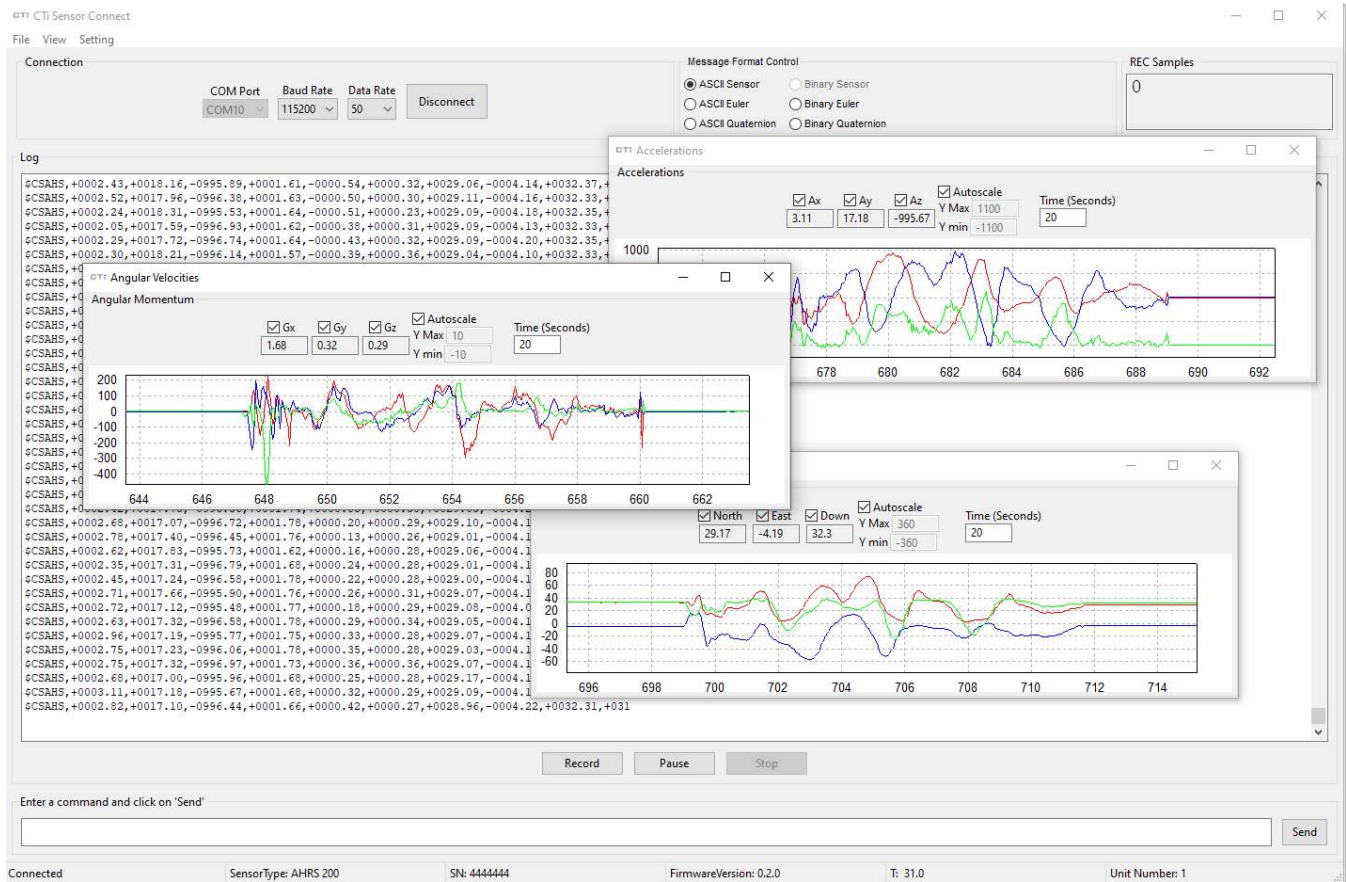 CTi CTi Sensor Connect
File View Setting
Connection
COM Port Baud Rate Data Rate
COM10 115200 50 Disconnect
Message Format Control
ASCII Sensor Binary Sensor
ASCII Euler Binary Euler
ASCII Quaternion Binary Quaternion
REC Samples
0
Log
$CSAHS,+0002.43,+0018.16,-0995.89,+0001.61,-0000.54,+0000.32,+0029.06,-0004.14,+0032.37,+
$CSAHS,+0002.52,+0017.96,-0996.38,+0001.63,-0000.50,+0000.30,+0029.11,-0004.16,+0032.33,+
$CSAHS,+0002.24,+0018.31,-0995.53,+0001.64,-0000.51,+0000.23,+0029.09,-0004.18,+0032.35,+
$CSAHS,+0002.05,+0017.59,-0996.93,+0001.62,-0000.38,+0000.31,+0029.09,-0004.13,+0032.33,+
$CSAHS,+0002.29,+0017.72,-0996.74,+0001.64,-0000.43,+0000.32,+0029.09,-0004.20,+0032.35,+
$CSAHS,+0002.30,+0018.21,-0996.14,+0001.57,-0000.39,+0000.36,+0029.04,-0004.10,+0032.33,+
CTi Accelerations
Accelerations
Ax Ay Az Autoscale Time (Seconds)
3.11 17.18 -995.67 Y Max 1100 20
Y min -1100
1000
678 680 682 684 686 688 690 692
CTi Angular Velocities
Angular Momentum
Gx Gy Gz Autoscale Time (Seconds)
1.68 0.32 0.29 Y Max 10 20
Y min -10
200
100
0
-100
-200
-300
-400
644 646 648 650 652 654 656 658 660 662
North East Down Autoscale Time (Seconds)
29.17 -4.19 32.3 Y Max 360 20
Y min -360
80
60
40
20
0
-20
-40
-60
696 698 700 702 704 706 708 710 712 714
$CSAHS,+0002.68,+0017.07,-0996.72,+0001.78,+0000.20,+0000.29,+0029.10,-0004.1
$CSAHS,+0002.78,+0017.40,-0996.45,+0001.76,+0000.13,+0000.26,+0029.01,-0004.1
$CSAHS,+0002.62,+0017.83,-0995.73,+0001.62,+0000.16,+0000.28,+0029.06,-0004.1
$CSAHS,+0002.35,+0017.31,-0996.79,+0001.68,+0000.24,+0000.28,+0029.01,-0004.1
$CSAHS,+0002.45,+0017.24,-0996.58,+0001.78,+0000.22,+0000.28,+0029.00,-0004.1
$CSAHS,+0002.71,+0017.66,-0995.90,+0001.76,+0000.26,+0000.31,+0029.07,-0004.1
$CSAHS,+0002.72,+0017.12,-0995.48,+0001.77,+0000.18,+0000.29,+0029.08,-0004.0
$CSAHS,+0002.63,+0017.32,-0996.58,+0001.78,+0000.29,+0000.34,+0029.05,-0004.1
$CSAHS,+0002.96,+0017.19,-0995.77,+0001.75,+0000.33,+0000.28,+0029.07,-0004.1
$CSAHS,+0002.75,+0017.23,-0996.06,+0001.78,+0000.35,+0000.28,+0029.03,-0004.1
$CSAHS,+0002.75,+0017.32,-0996.97,+0001.73,+0000.36,+0000.36,+0029.07,-0004.1
$CSAHS,+0002.68,+0017.00,-0995.96,+0001.68,+0000.25,+0000.28,+0029.17,-0004.1
$CSAHS,+0003.11,+0017.18,-0995.67,+0001.68,+0000.32,+0000.29,+0029.09,-0004.1
$CSAHS,+0002.82,+0017.10,-0996.44,+0001.66,+0000.42,+0000.27,+0028.96,-0004.22,+0032.31,+031
Record Pause Stop
Enter a command and click on 'Send'
Send
Connected SensorType: AHRS 200 SN: 4444444 FirmwareVersion: 0.2.0 T: 31.0 Unit Number: 1